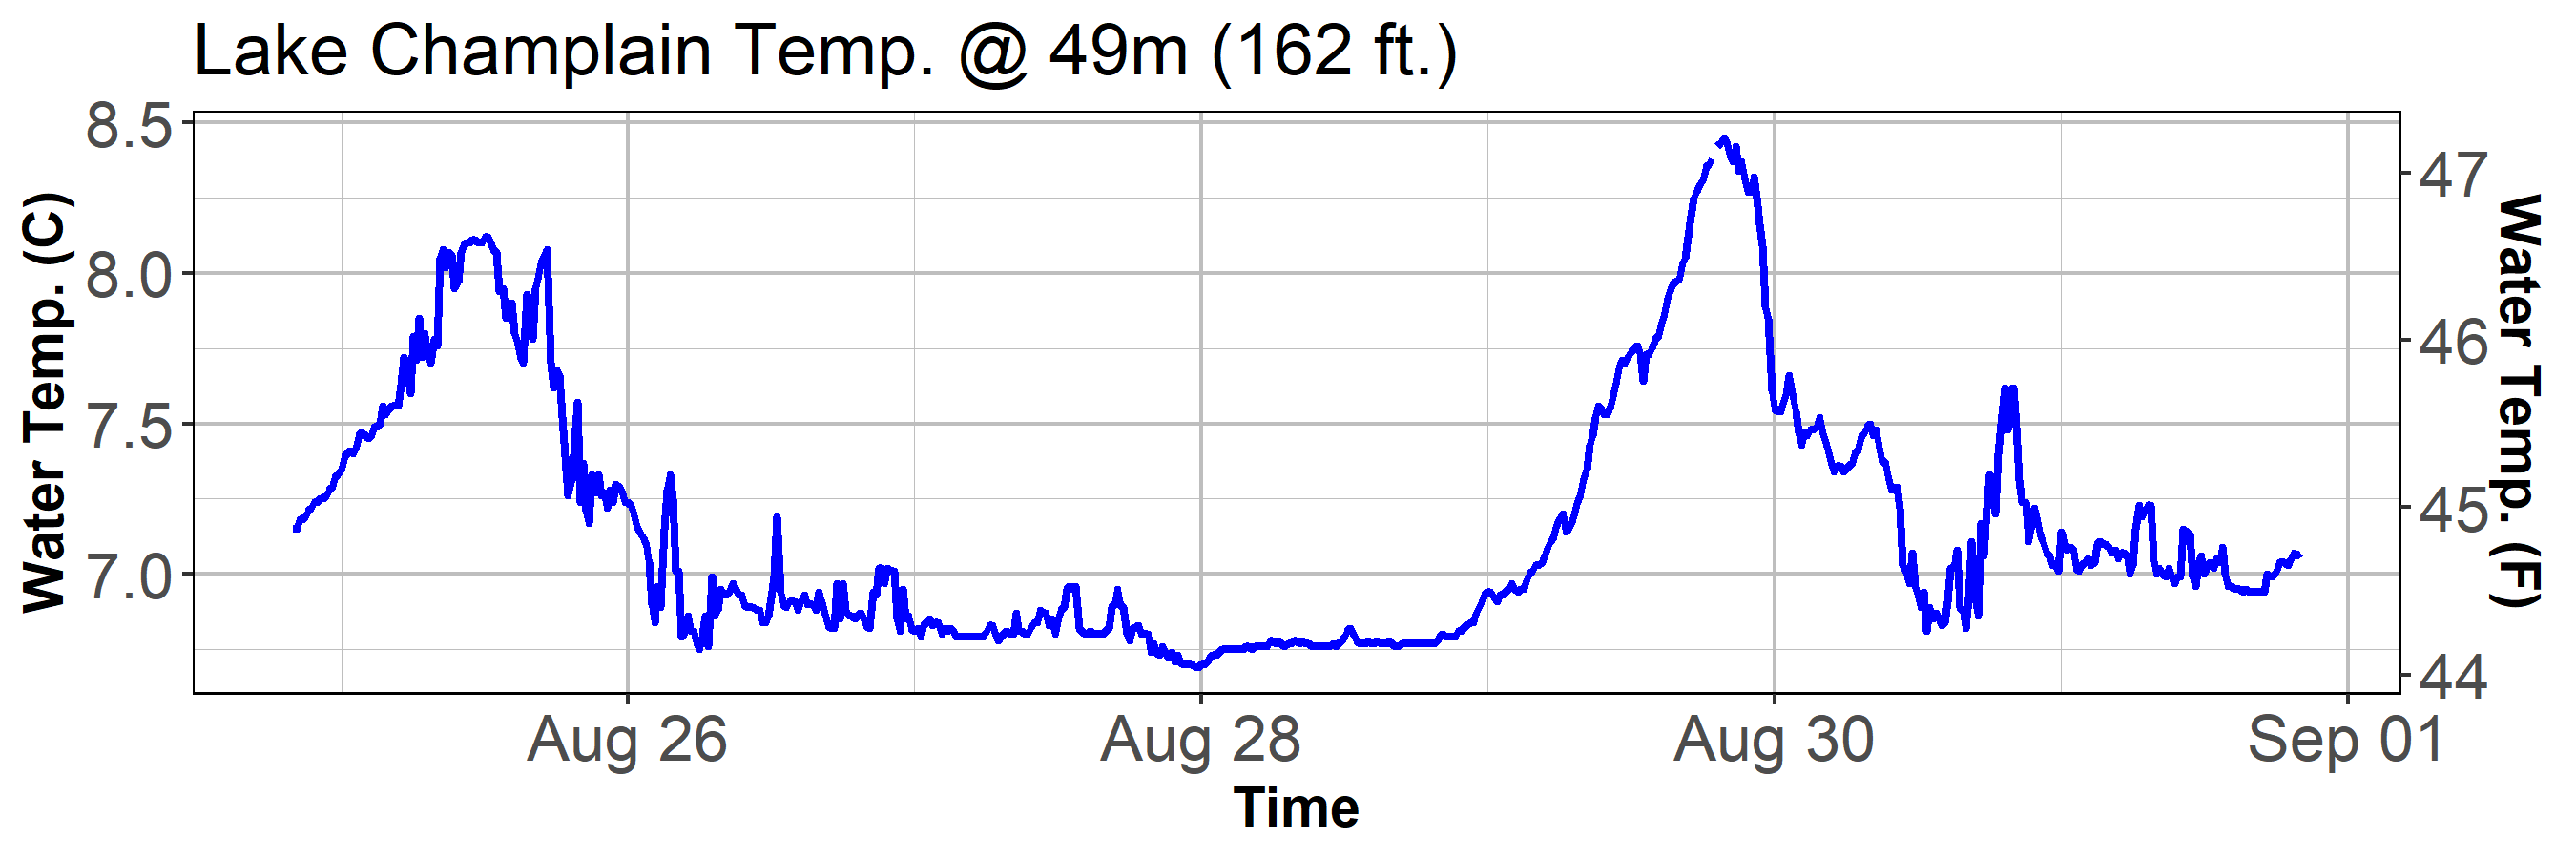 Lake Champlain Temp. @ 49m (162 ft.)
Water Temp. (C)
8.5
8.0
7.5
7.0
47
46
45
44
Water Temp. (F)
Aug 26
Aug 28
Aug 30
Sep 01
Time